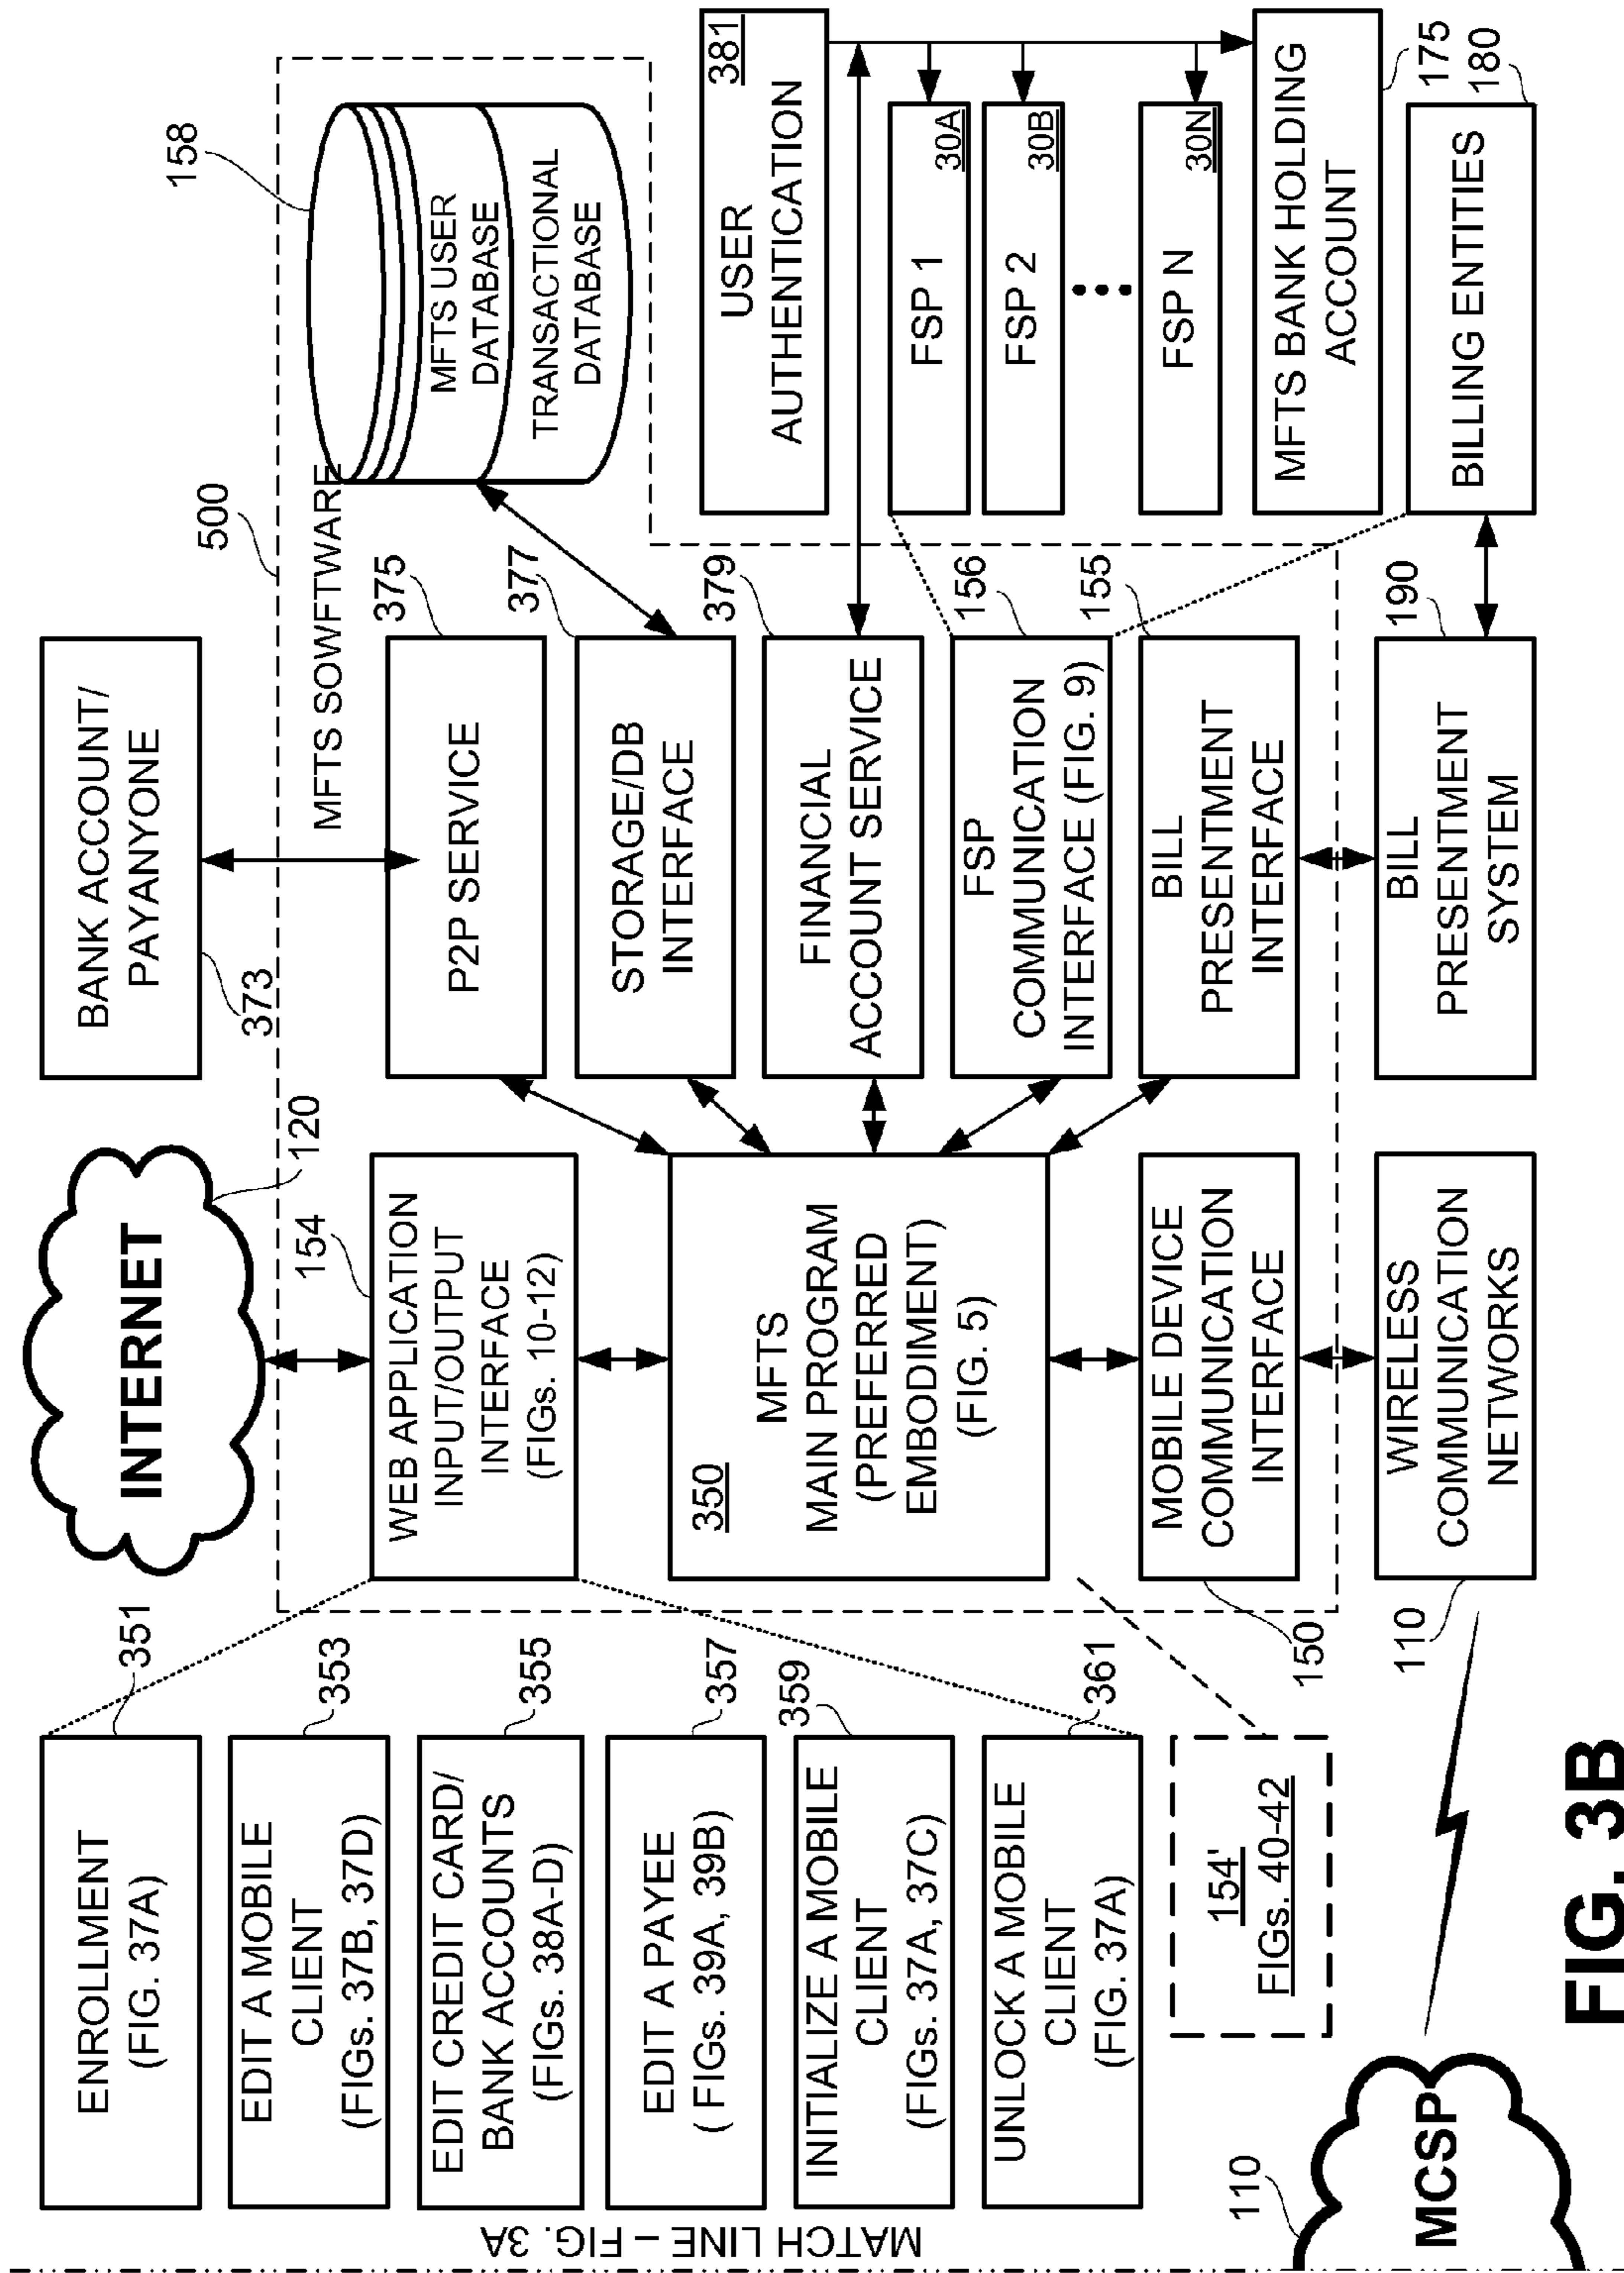 MATCH LINE – FIG. 3A
ENROLLMENT
(FIG. 37A)
351
EDIT A MOBILE
CLIENT
(FIGs. 37B, 37D)
353
EDIT CREDIT CARD/
BANK ACCOUNTS
(FIGs. 38A-D)
355
EDIT A PAYEE
( FIGs. 39A, 39B)
357
INITIALIZE A MOBILE
CLIENT
(FIGs. 37A, 37C)
359
UNLOCK A MOBILE
CLIENT
(FIG. 37A)
361
154'
FIGs. 40-42
110
MCSP
INTERNET
120
154
WEB APPLICATION
INPUT/OUTPUT
INTERFACE
(FIGs. 10-12)
350
MFTS
MAIN PROGRAM
(PREFERRED
EMBODIMENT)
(FIG. 5)
MOBILE DEVICE
COMMUNICATION
INTERFACE
150
WIRELESS
COMMUNICATION
NETWORKS
110
BANK ACCOUNT/
PAYANYONE
373
500
MFTS SOWFTWARE
P2P SERVICE
375
STORAGE/DB
INTERFACE
377
FINANCIAL
ACCOUNT SERVICE
379
FSP
COMMUNICATION
INTERFACE (FIG. 9)
156
BILL
PRESENTMENT
INTERFACE
155
BILL
PRESENTMENT
SYSTEM
190
158
MFTS USER
DATABASE
TRANSACTIONAL
DATABASE
USER
AUTHENTICATION
381
FSP 1
30A
FSP 2
30B
FSP N
30N
MFTS BANK HOLDING
ACCOUNT
175
BILLING ENTITIES
180
FIG. 3B